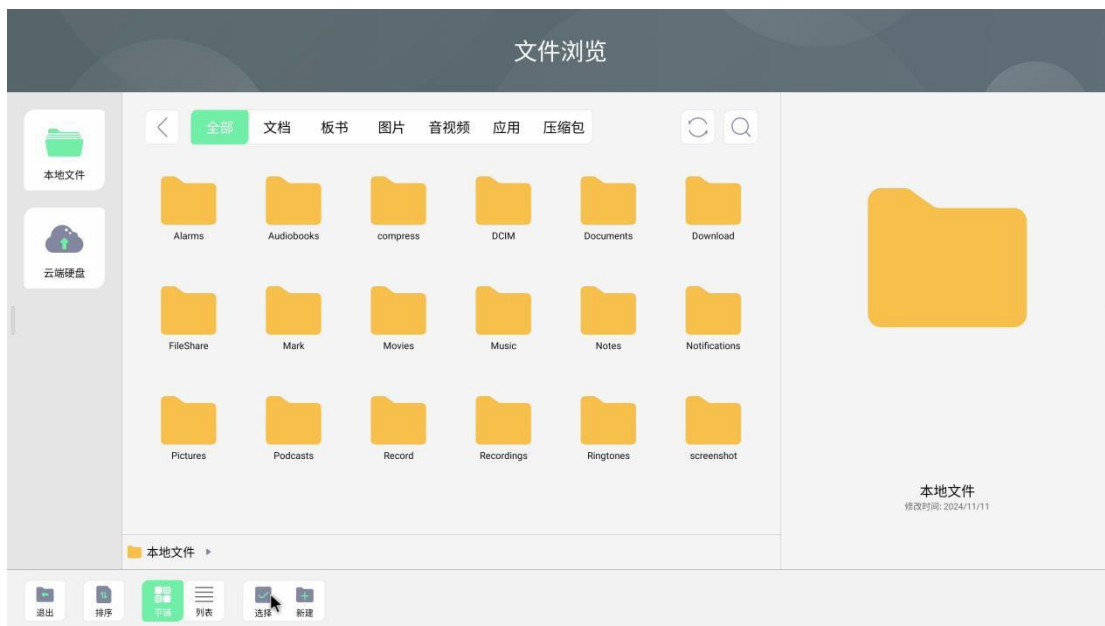 文件浏览
本地文件
云端硬盘
全部 文档 板书 图片 音视频 应用 压缩包
Alarms Audiobooks compress DCIM Documents Download
FileShare Mark Movies Music Notes Notifications
Pictures Podcasts Record Recordings Ringtones screenshot
本地文件
修改时间: 2024/11/11
本地文件
退出 排序 平铺 列表 选择 新建